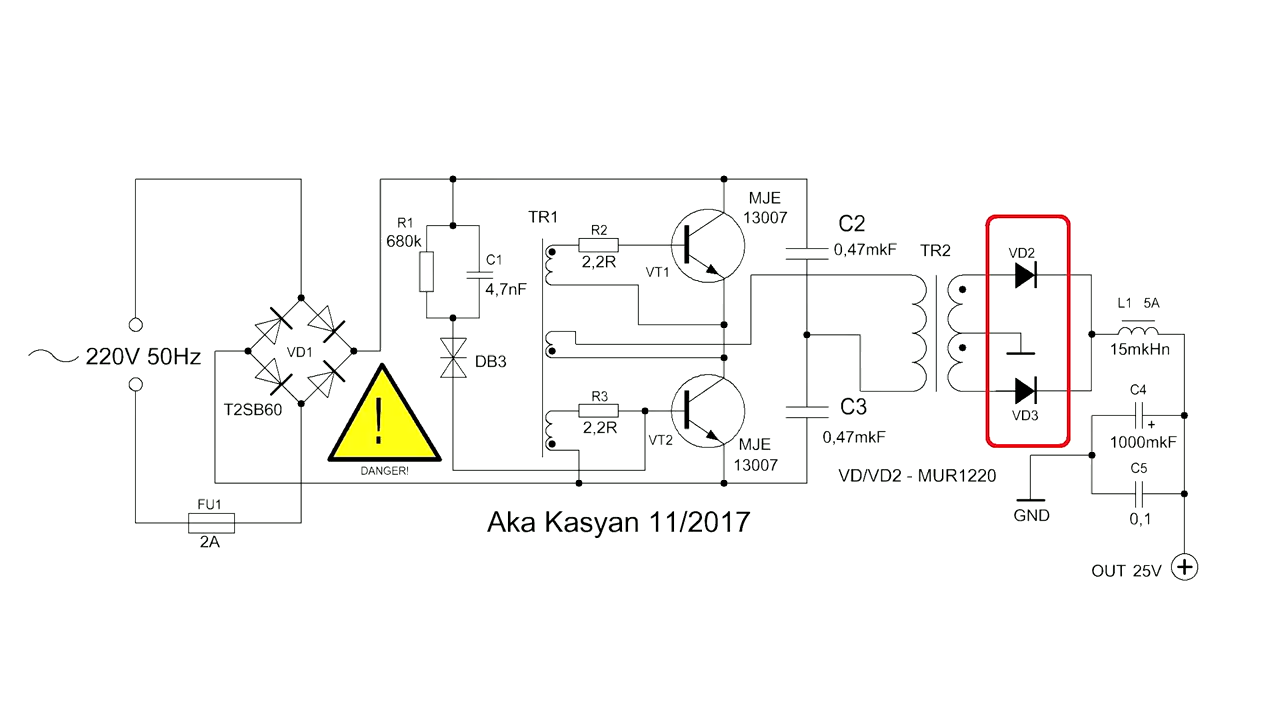 220V 50Hz
VD1
T2SB60
FU1
2A
!
DANGER!
R1
680k
C1
4,7nF
DB3
TR1
R2
2,2R
VT1
MJE
13007
R3
2,2R
VT2
MJE
13007
C2
0,47mkF
C3
0,47mkF
TR2
VD2
VD3
VD/VD2 - MUR1220
L1 5A
15mkHn
C4
+
1000mkF
C5
0,1
GND
OUT 25V
+
Aka Kasyan 11/2017